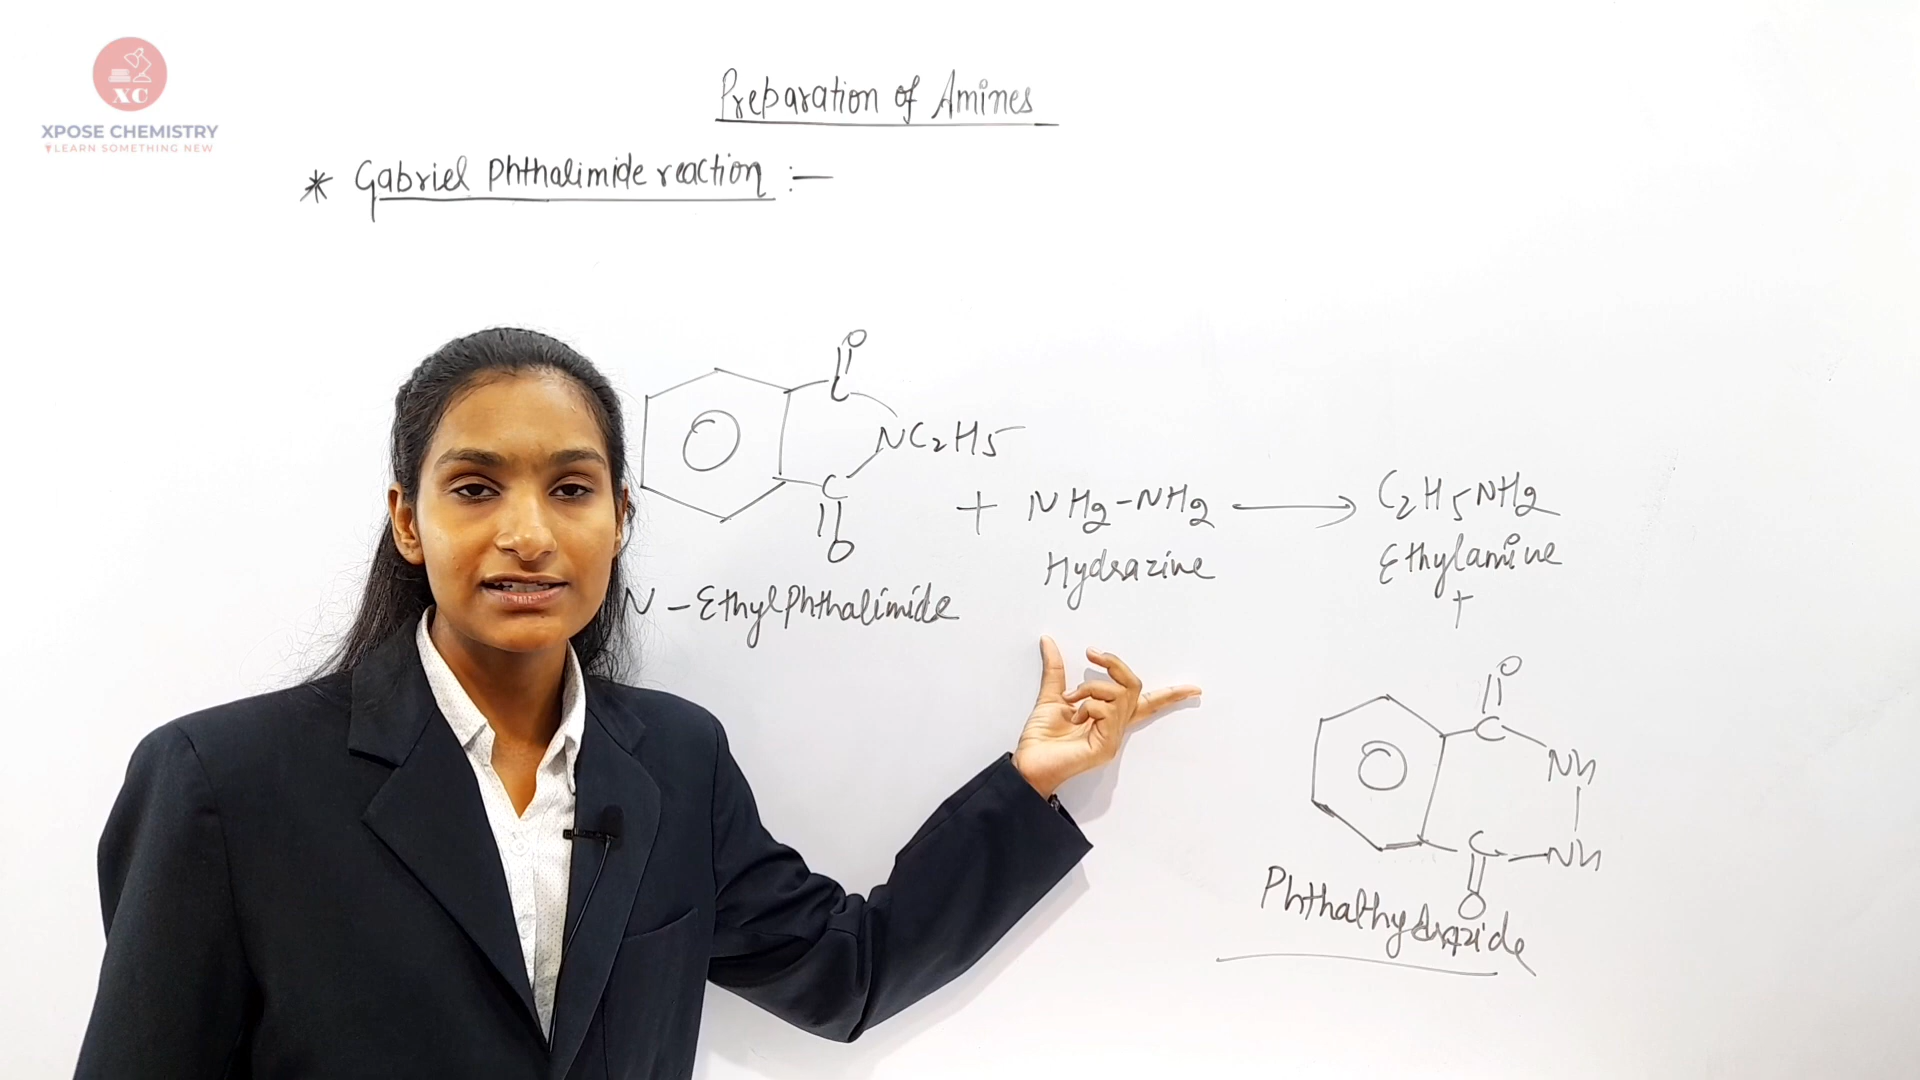 XC
XPOSE CHEMISTRY
LEARN SOMETHING NEW
Preparation of Amines
* Gabriel Phthalimide reaction :-
O
C
NC2H5
C
O
+ NH2-NH2 → C2H5NH2
Hydrazine
Ethylamine
N-EthylPhthalimide
+
O
C
NH
C
NH
O
Phthalhydrazide